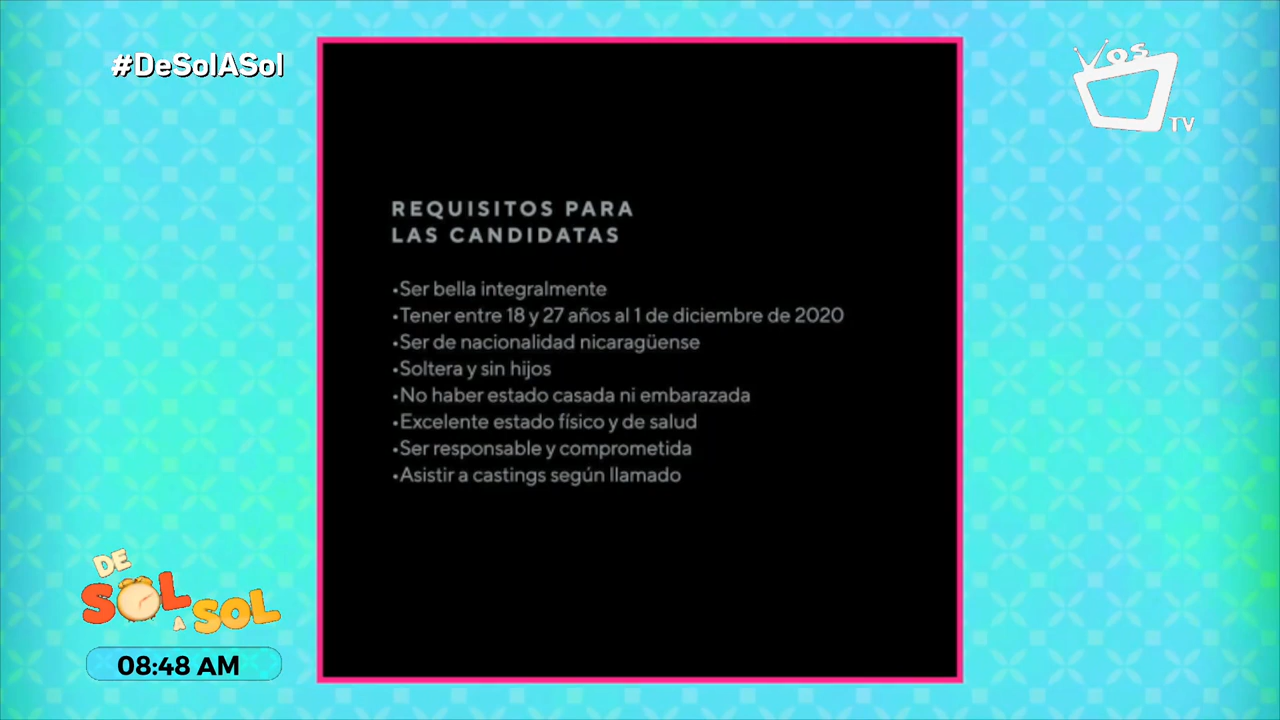 #DeSolASol
VOS
TV
REQUISITOS PARA
LAS CANDIDATAS
•Ser bella integralmente
•Tener entre 18 y 27 años al 1 de diciembre de 2020
•Ser de nacionalidad nicaragüense
•Soltera y sin hijos
•No haber estado casada ni embarazada
•Excelente estado físico y de salud
•Ser responsable y comprometida
•Asistir a castings según llamado
DE
SOL
A SOL
08:48 AM